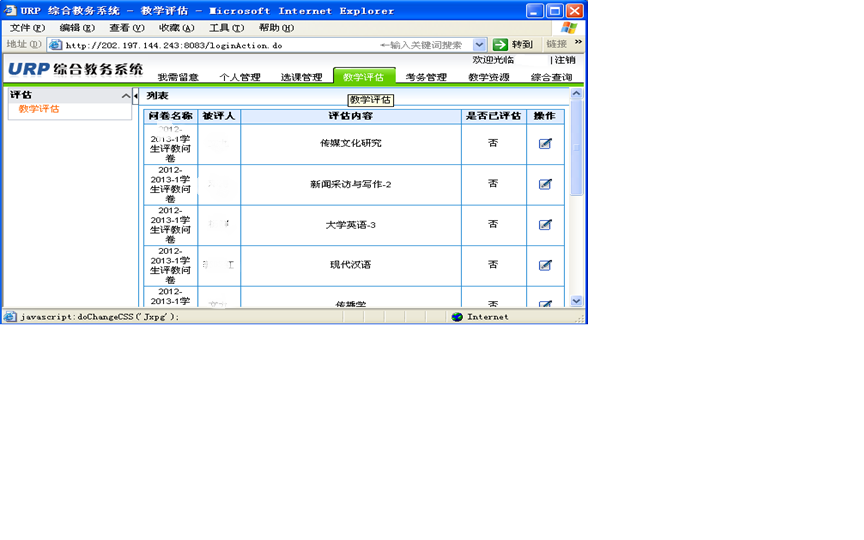 URP 综合教务系统 - 教学评估 - Microsoft Internet Explorer
文件(F) 编辑(E) 查看(V) 收藏(A) 工具(T) 帮助(H)
地址(D) http://202.197.144.243:8083/loginAction.do ←输入关键词搜索 转到 链接 »
欢迎光临 |注销
URP 综合教务系统 我需留意 个人管理 选课管理 教学评估 考务管理 教学资源 综合查询
评估
教学评估
列表
教学评估
问卷名称 被评人 评估内容 是否已评估 操作
2012-
2013-1学
生评教问
卷
传媒文化研究 否
2012-
2013-1学
生评教问
卷
新闻采访与写作-2 否
2012-
2013-1学
生评教问
卷
大学英语-3 否
2012-
2013-1学
生评教问
卷
现代汉语 否
2012-
2013-1学
传播学 否
javascript:doChangeCSS('Jxpg'); Internet